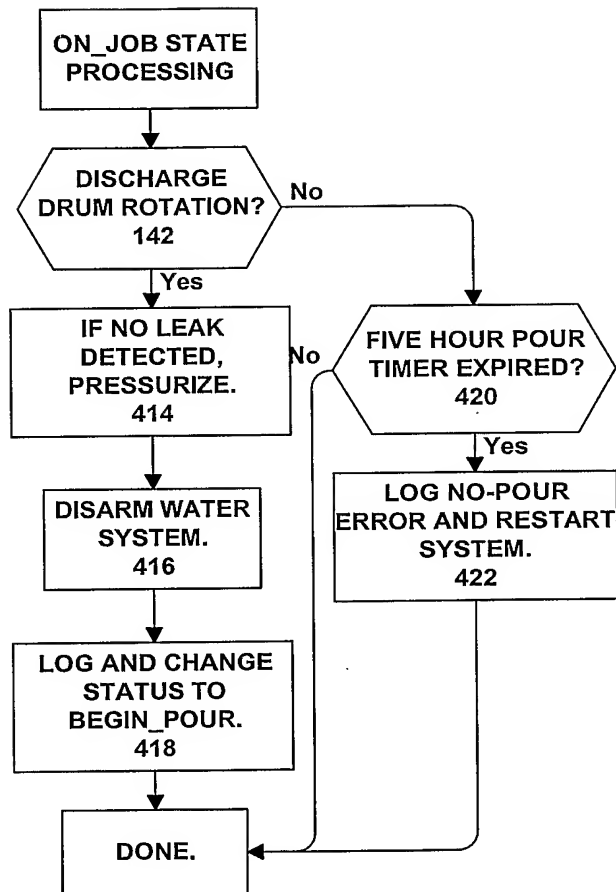 ON_JOB STATE
PROCESSING
DISCHARGE
DRUM ROTATION?
142
No
Yes
IF NO LEAK
DETECTED,
PRESSURIZE.
414
No
FIVE HOUR POUR
TIMER EXPIRED?
420
Yes
DISARM WATER
SYSTEM.
416
LOG NO-POUR
ERROR AND RESTART
SYSTEM.
422
LOG AND CHANGE
STATUS TO
BEGIN_POUR.
418
DONE.